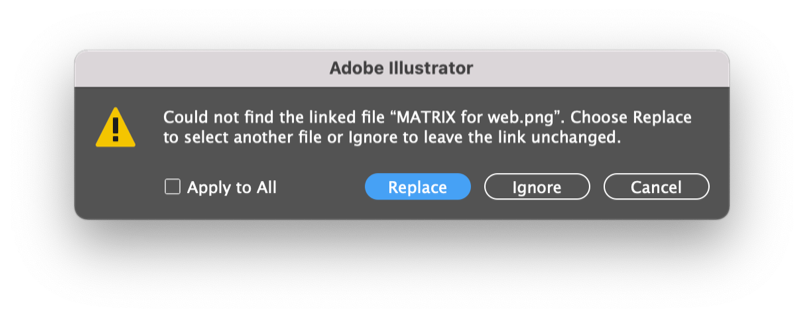 Adobe Illustrator
Could not find the linked file “MATRIX for web.png”. Choose Replace
to select another file or Ignore to leave the link unchanged.
Apply to All
Replace
Ignore
Cancel